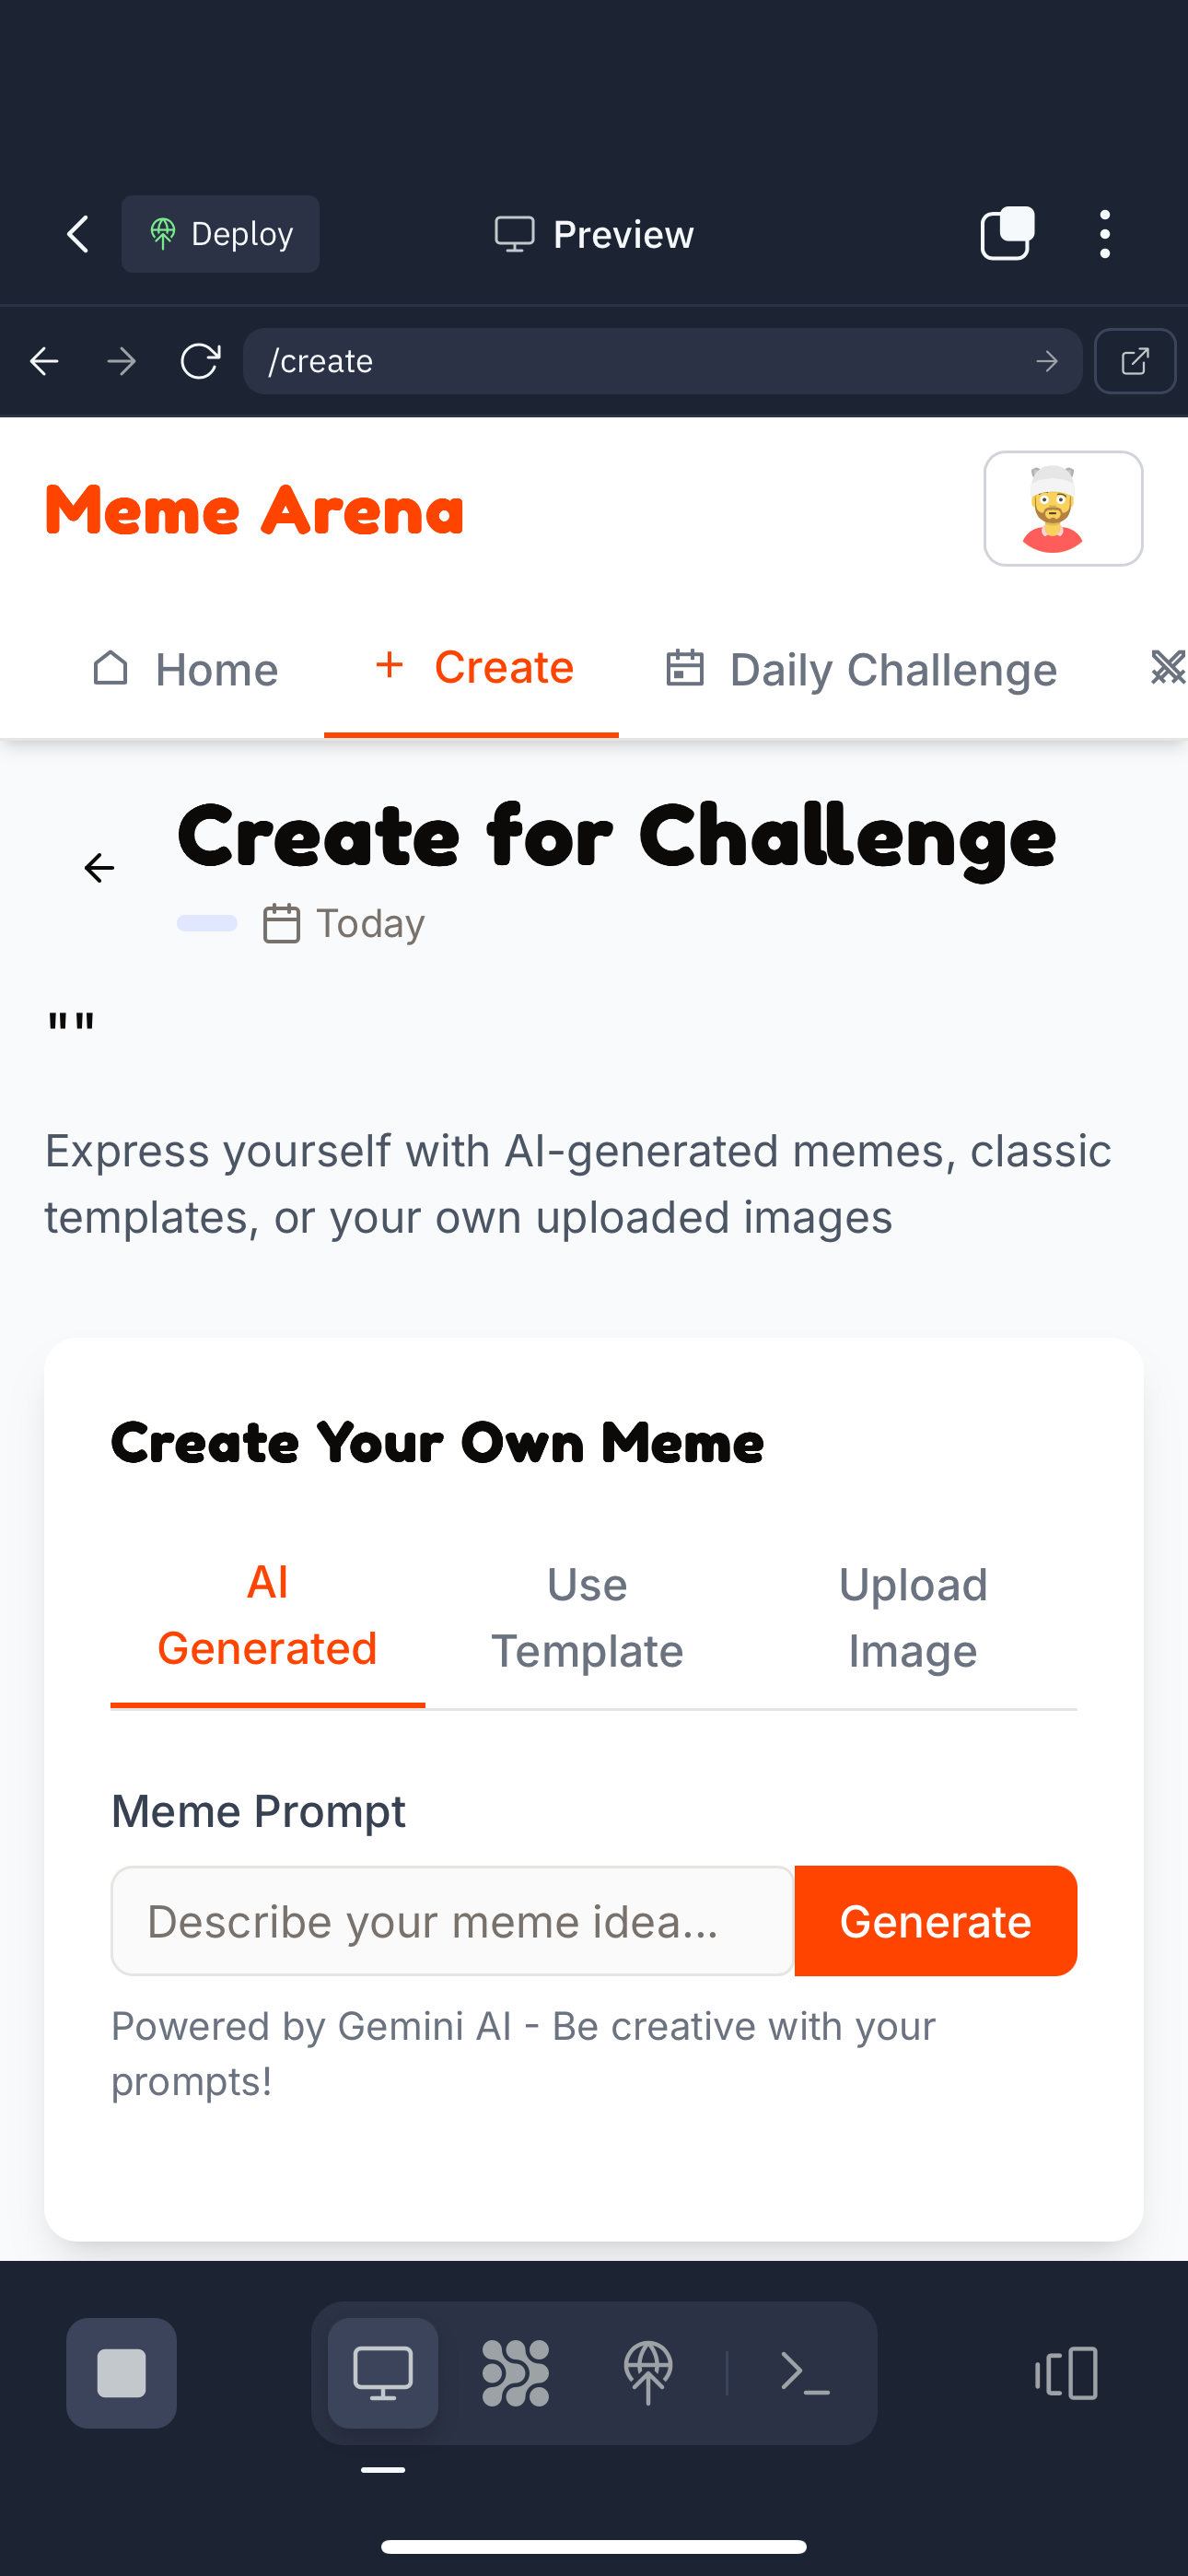 Deploy
Preview
/create
Meme Arena
Home
Create
Daily Challenge
Create for Challenge
Today
""
Express yourself with AI-generated memes, classic
templates, or your own uploaded images
Create Your Own Meme
AI
Generated
Use
Template
Upload
Image
Meme Prompt
Describe your meme idea...
Generate
Powered by Gemini AI - Be creative with your
prompts!